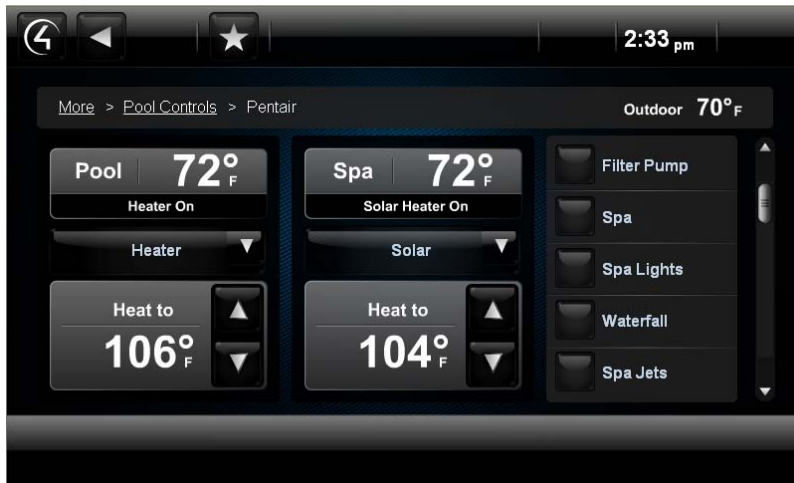 2:33 pm
More > Pool Controls > Pentair
Outdoor 70°F
Pool 72°F
Heater On
Heater
Heat to
106°F
Spa 72°F
Solar Heater On
Solar
Heat to
104°F
Filter Pump
Spa
Spa Lights
Waterfall
Spa Jets